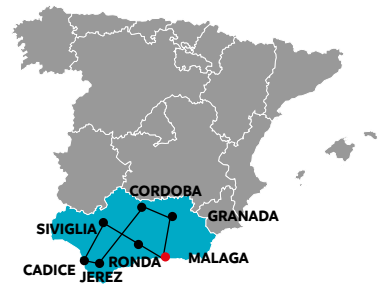 CORDOBA
GRANADA
SIVIGLIA
MALAGA
RONDA
CADICE
JEREZ